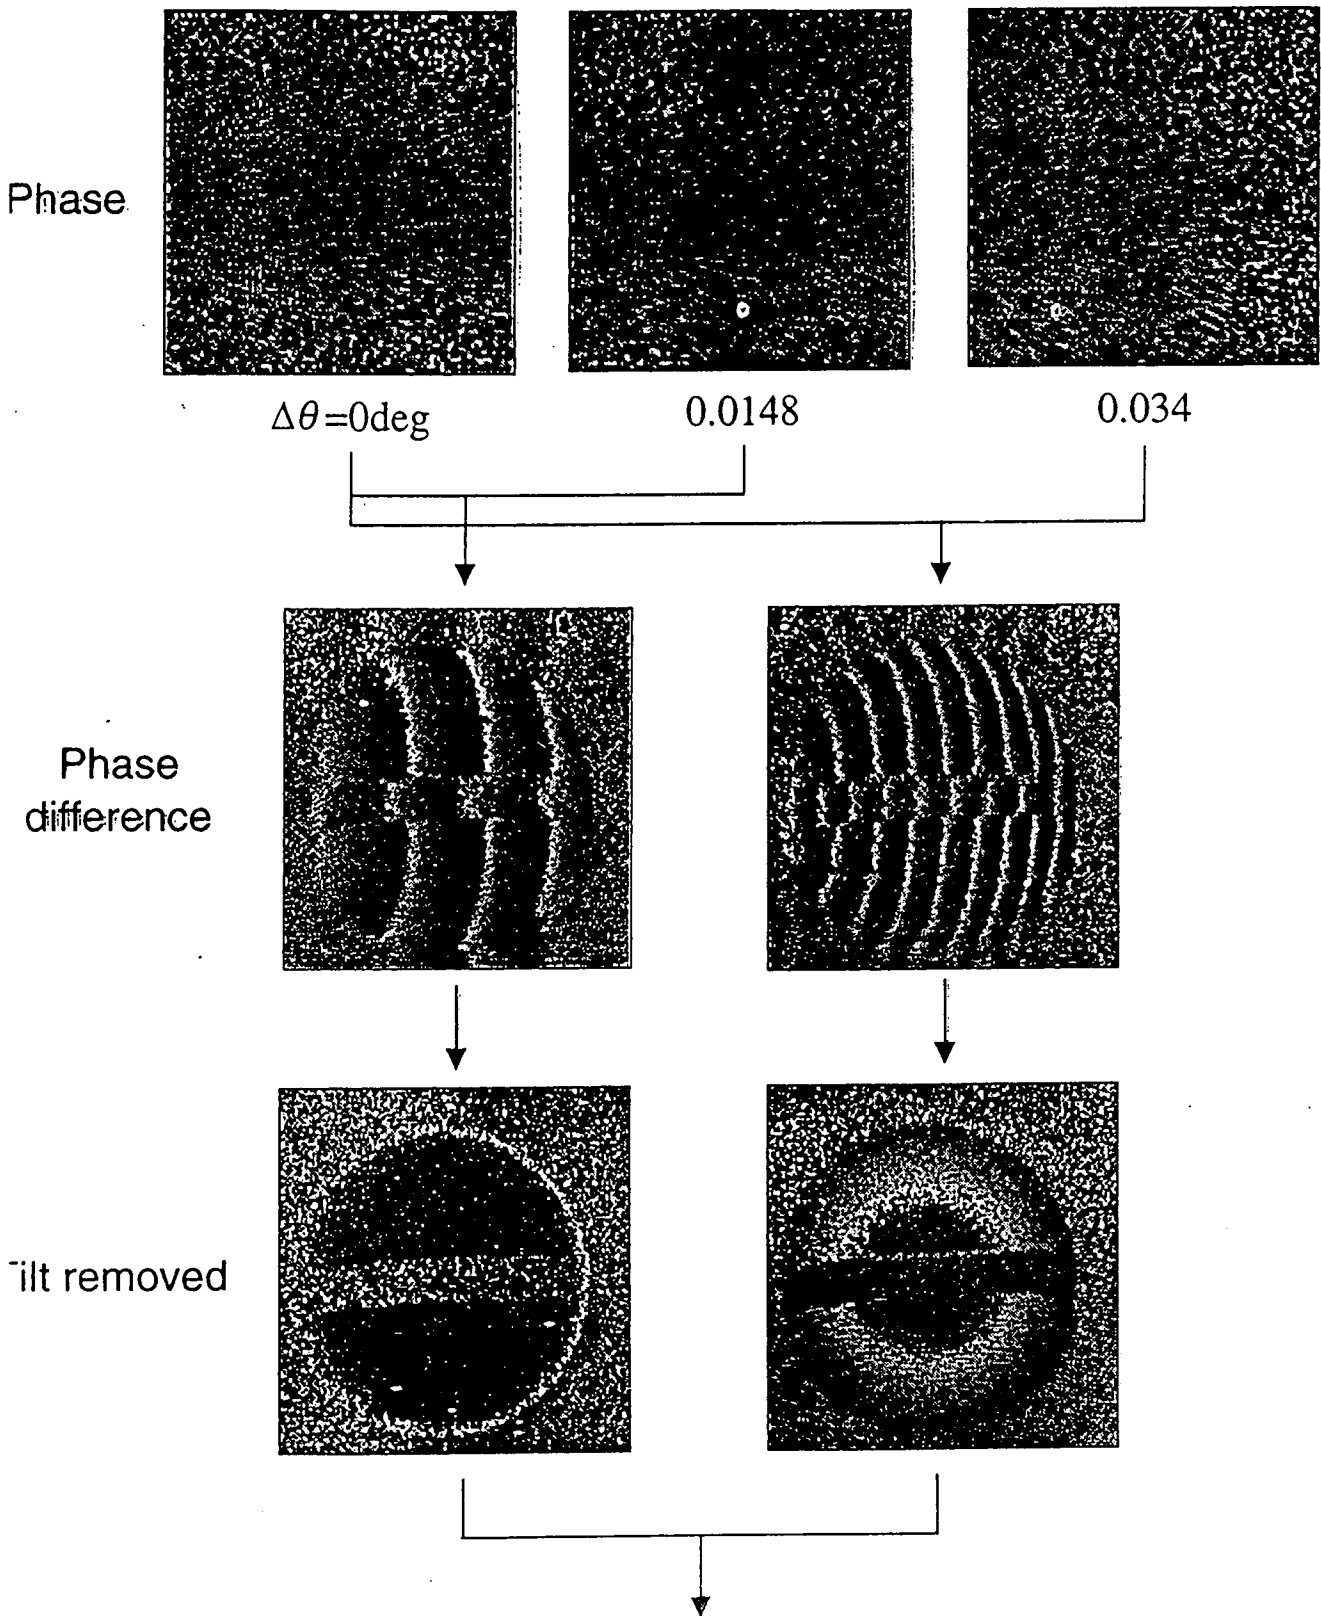 Phase
Δθ=0deg
0.0148
0.034
Phase
difference
ilt removed